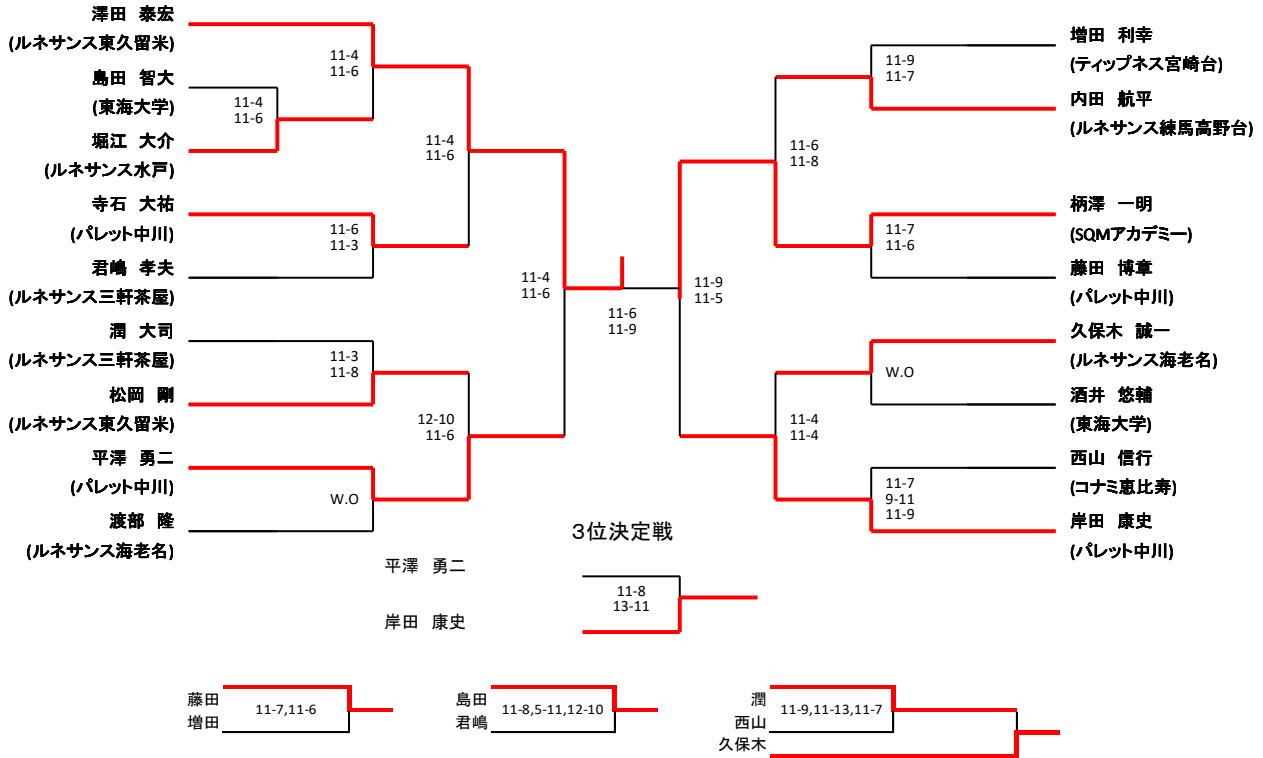 澤田 泰宏
(ルネサンス東久留米)
島田 智大
(東海大学)
堀江 大介
(ルネサンス水戸)
寺石 大祐
(パレット中川)
君嶋 孝夫
(ルネサンス三軒茶屋)
潤 大司
(ルネサンス三軒茶屋)
松岡 剛
(ルネサンス東久留米)
平澤 勇二
(パレット中川)
渡部 隆
(ルネサンス海老名)
11-4
11-6
11-4
11-6
11-6
11-3
11-3
11-8
W.O
11-4
11-6
12-10
11-6
11-4
11-6
11-6
11-9
11-9
11-5
11-6
11-8
11-4
11-4
11-9
11-7
11-7
11-6
W.O
11-7
9-11
11-9
増田 利幸
(ティップネス宮崎台)
内田 航平
(ルネサンス練馬高野台)
柄澤 一明
(SQMアカデミー)
藤田 博章
(パレット中川)
久保木 誠一
(ルネサンス海老名)
酒井 悠輔
(東海大学)
西山 信行
(コナミ恵比寿)
岸田 康史
(パレット中川)
3位決定戦
平澤 勇二
11-8
13-11
岸田 康史
藤田
11-7,11-6
増田
島田
11-8,5-11,12-10
君嶋
潤
11-9,11-13,11-7
西山
久保木